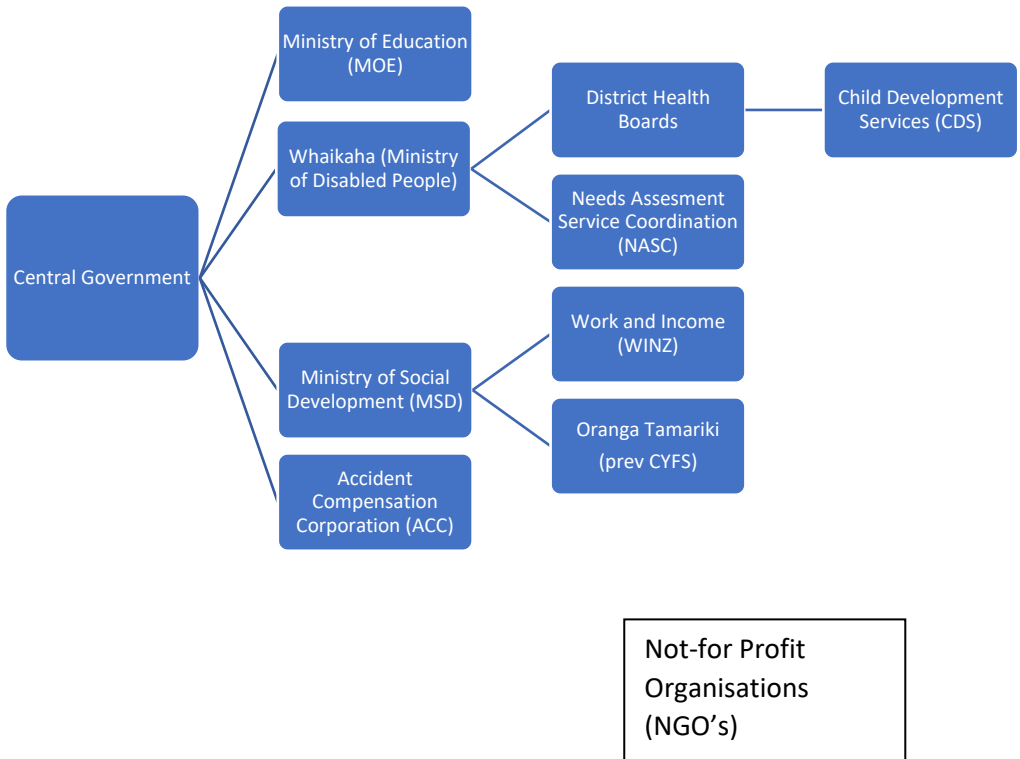 Ministry of Education
(MOE)
District Health
Boards
Child Development
Services (CDS)
Whaikaha (Ministry
of Disabled People)
Needs Assesment
Service Coordination
(NASC)
Central Government
Work and Income
(WINZ)
Ministry of Social
Development (MSD)
Oranga Tamariki
(prev CYFS)
Accident
Compensation
Corporation (ACC)
Not-for Profit
Organisations
(NGO’s)